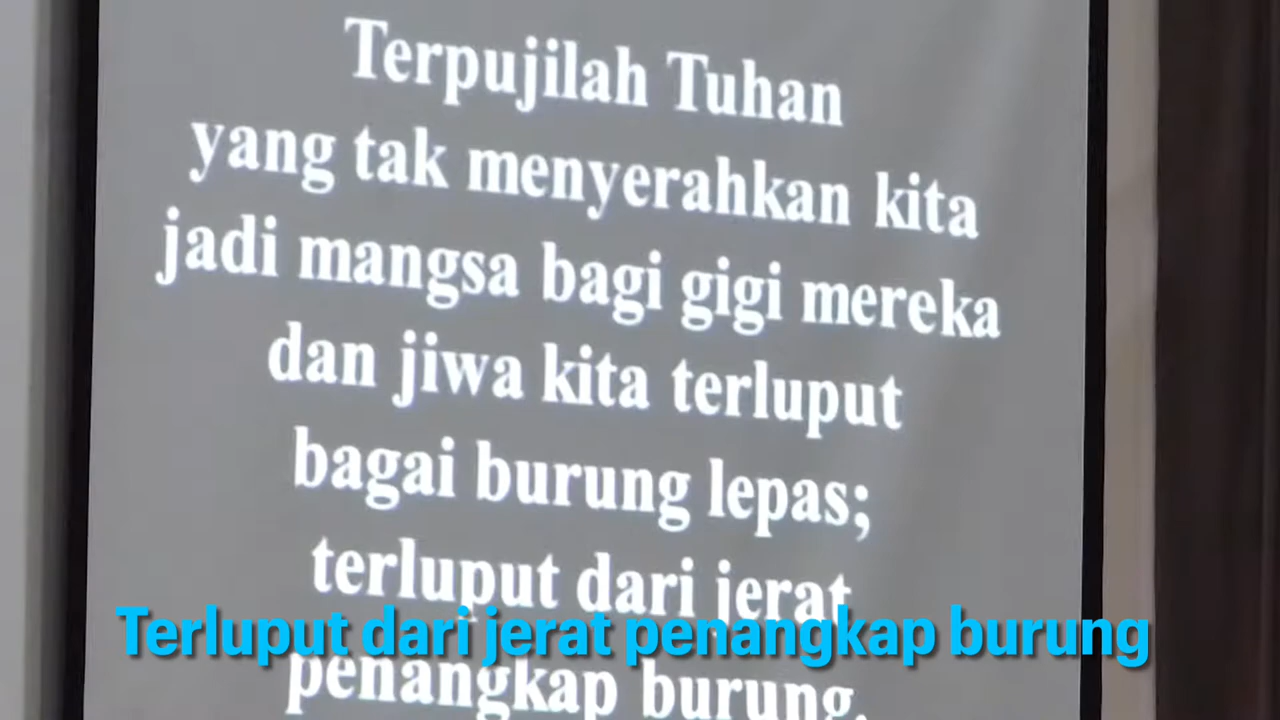 Terpujilah Tuhan
yang tak menyerahkan kita
jadi mangsa bagi gigi mereka
dan jiwa kita terluput
bagai burung lepas;
terluput dari jerat
Terluput dari jerat penangkap burung
penangkap burung.